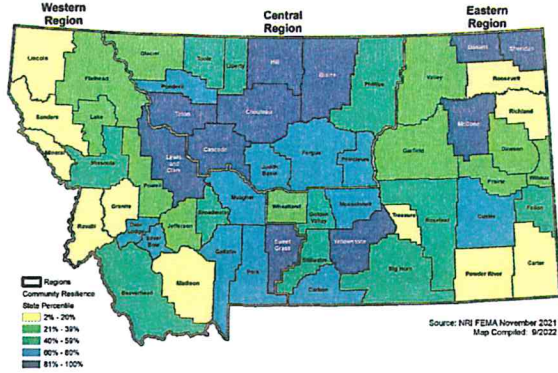 Western
Region
Central
Region
Eastern
Region
Lincoln
Flathead
Glacier
Toole
Liberty
Hill
Blaine
Phillips
Valley
Daniels
Sheridan
Roosevelt
Pondera
Teton
Chouteau
Richland
McCone
Sanders
Lake
Cascade
Lewis
and
Clark
Judith
Basin
Fergus
Petroleum
Garfield
Dawson
Prairie
Wibaux
Mineral
Missoula
Powell
Meagher
Wheatland
Golden
Valley
Musselshell
Treasure
Rosebud
Custer
Fallon
Ravalli
Granite
Deer
Lodge
Silver
Bow
Jefferson
Broadwater
Gallatin
Park
Sweet
Grass
Stillwater
Yellowstone
Big Horn
Carbon
Powder River
Carter
Beaverhead
Madison
Regions
Community Resilience
State Percentile
2% - 20%
21% - 39%
40% - 59%
60% - 80%
81% - 100%
Source: NRI FEMA November 2021
Map Compiled: 9/2022